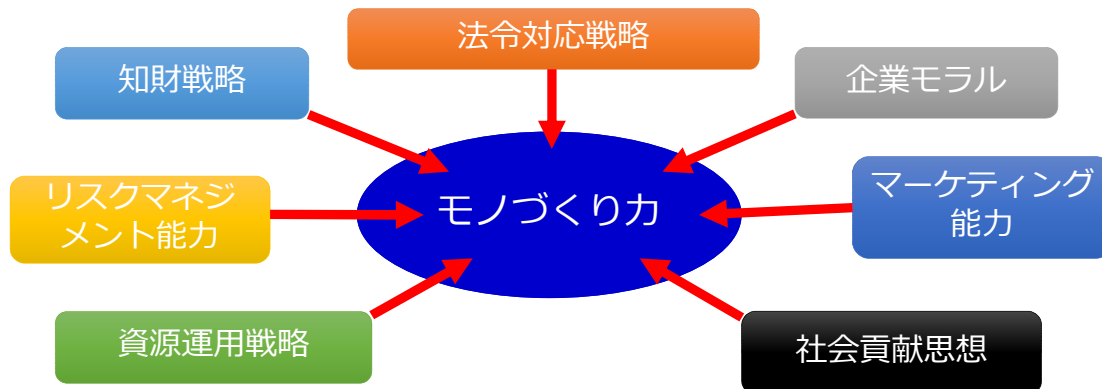 法令対応戦略
知財戦略
企業モラル
リスクマネジ
メント能力
モノづくり力
マーケティング
能力
資源運用戦略
社会貢献思想